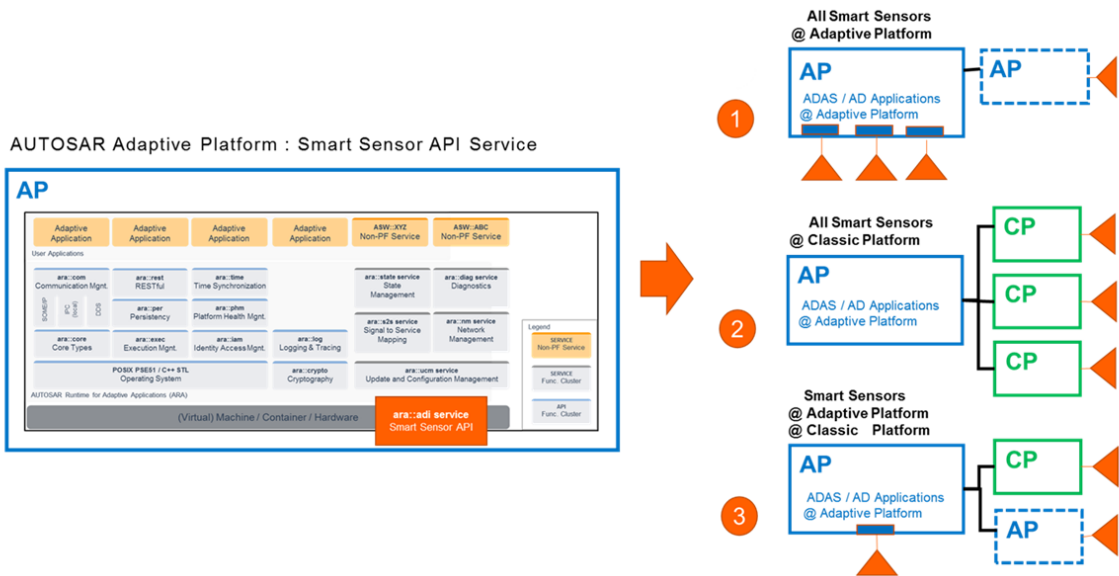 AUTOSAR Adaptive Platform : Smart Sensor API Service
AP
Adaptive
Application
Adaptive
Application
Adaptive
Application
Adaptive
Application
ASW::XYZ
Non-PF Service
ASW::ABC
Non-PF Service
User Applications
ara::com
Communication Mgnt.
SOME/IP
IPC
(local)
DDS
ara::rest
RESTful
ara::time
Time Synchronization
ara::state service
State
Management
ara::diag service
Diagnostics
ara::per
Persistency
ara::phm
Platform Health Mgnt.
ara::s2s service
Signal to Service
Mapping
ara::nm service
Network
Management
ara::core
Core Types
ara::exec
Execution Mgnt.
ara::iam
Identity Access Mgnt.
ara::log
Logging & Tracing
POSIX PSE51 / C++ STL
Operating System
ara::crypto
Cryptography
ara::ucm service
Update and Configuration Management
AUTOSAR Runtime for Adaptive Applications (ARA)
(Virtual) Machine / Container / Hardware
ara::adi service
Smart Sensor API
Legend
SERVICE
Non-PF Service
SERVICE
Func. Cluster
API
Func. Cluster
1
All Smart Sensors
@ Adaptive Platform
AP
ADAS / AD Applications
@ Adaptive Platform
AP
2
All Smart Sensors
@ Classic Platform
AP
ADAS / AD Applications
@ Adaptive Platform
CP
CP
CP
3
Smart Sensors
@ Adaptive Platform
@ Classic Platform
AP
ADAS / AD Applications
@ Adaptive Platform
CP
AP